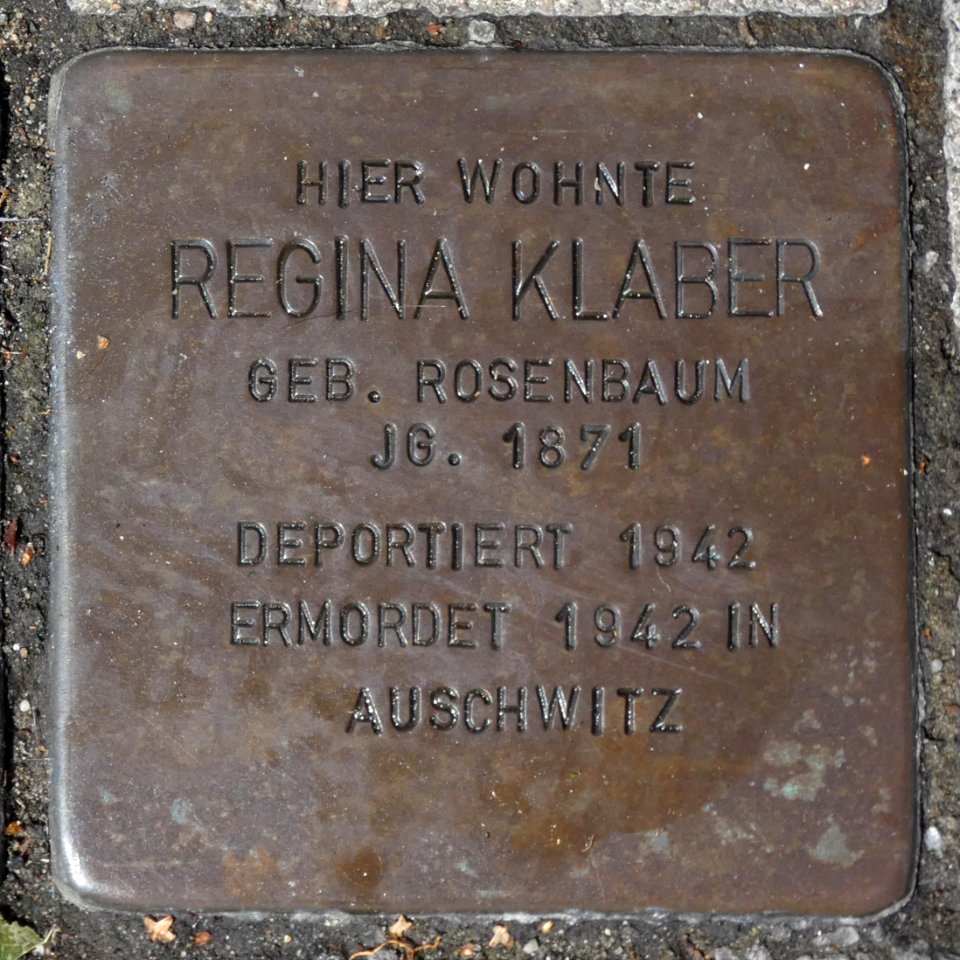 HIER WOHNTE
REGINA KLABER
GEB. ROSENBAUM
JG. 1871
DEPORTIERT 1942
ERMORDET 1942 IN
AUSCHWITZ